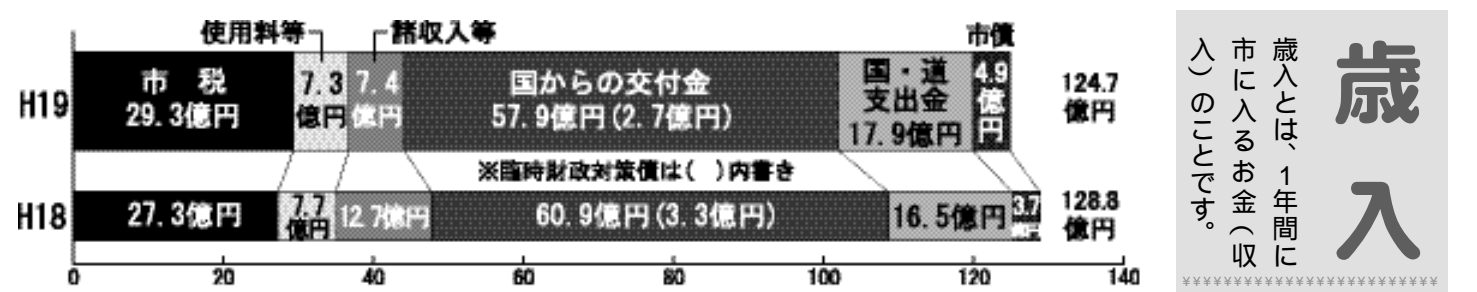 使用料等
諸収入等
市債
H19
市 税
29.3億円
7.3
億円
7.4
億円
国からの交付金
57.9億円(2.7億円)
国・道
支出金
17.9億円
4.9
億
円
124.7
億円
※臨時財政対策債は( )内書き
H18
27.3億円
7.7
億円
12.7億円
60.9億円(3.3億円)
16.5億円
3.7
128.8
億円
0 20 40 60 80 100 120 140
歳入
歳入とは、1年間に
市に入るお金(収
入)のことです。
¥¥¥¥¥¥¥¥¥¥¥¥¥¥¥¥¥¥¥¥¥¥¥¥¥